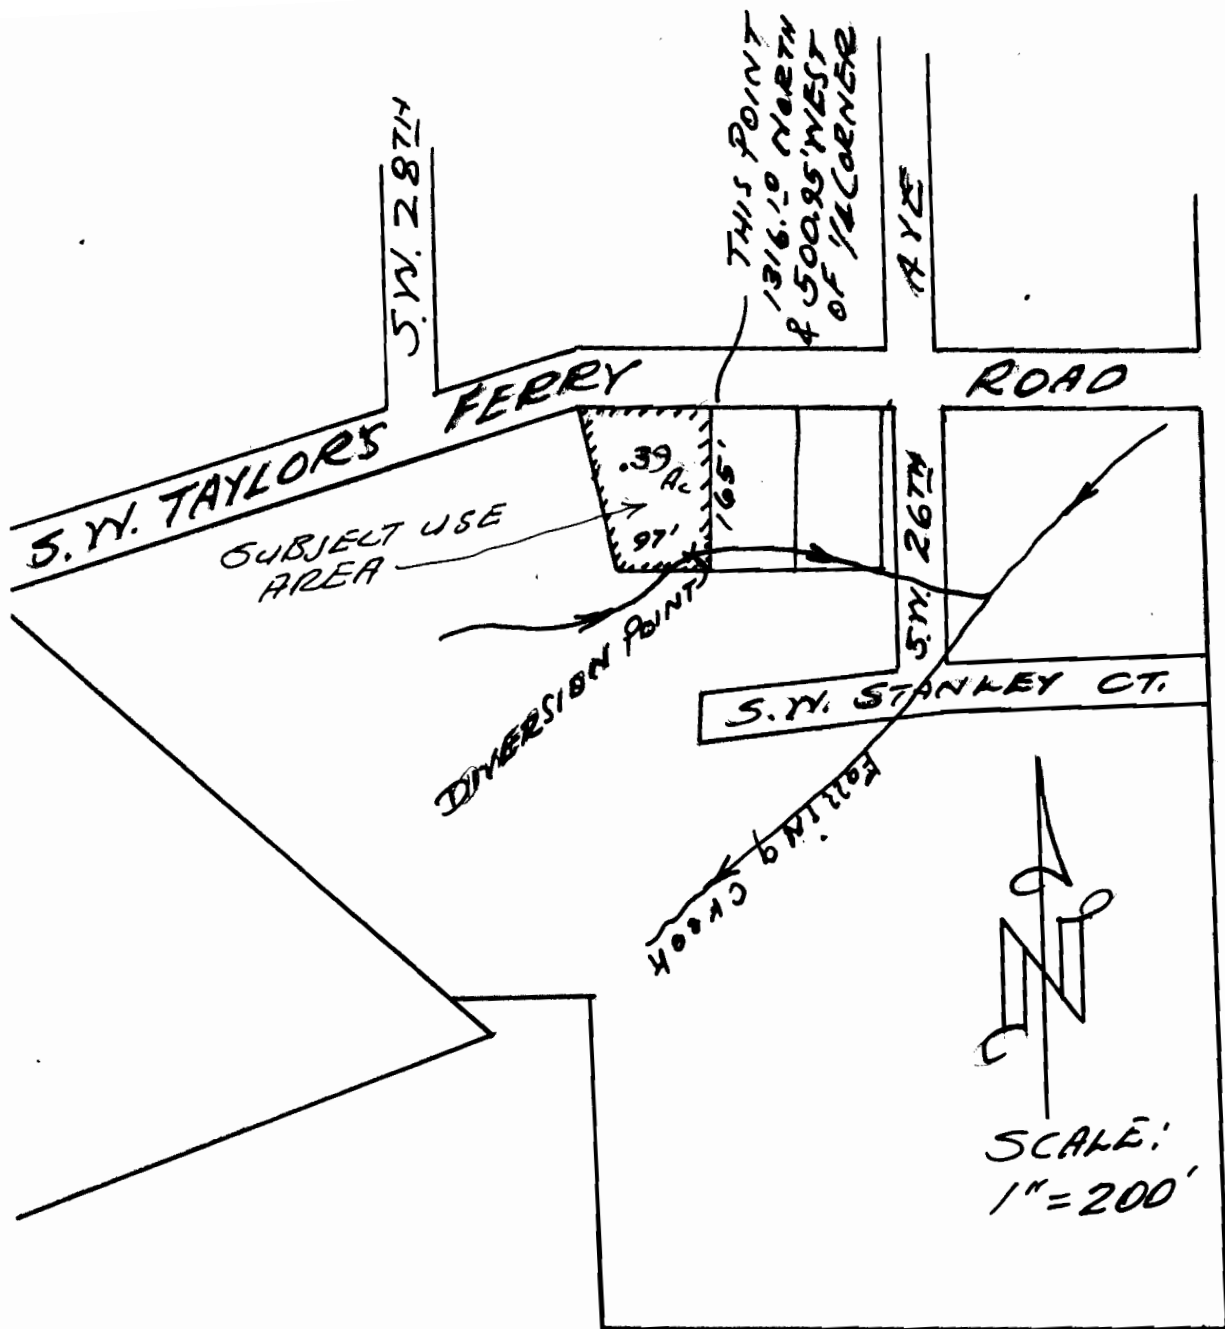 S.W. 28TH
THIS POINT
1316.10 NORTH
& 500.95' WEST
OF 1/4 CORNER
AVE
S.W. TAYLORS FERRY ROAD
.39
Ac
165'
97'
SUBJECT USE
AREA
S.W. 26TH
DIVERSION POINT
S.W. STANLEY CT.
Falling Creek
SCALE:
1" = 200'